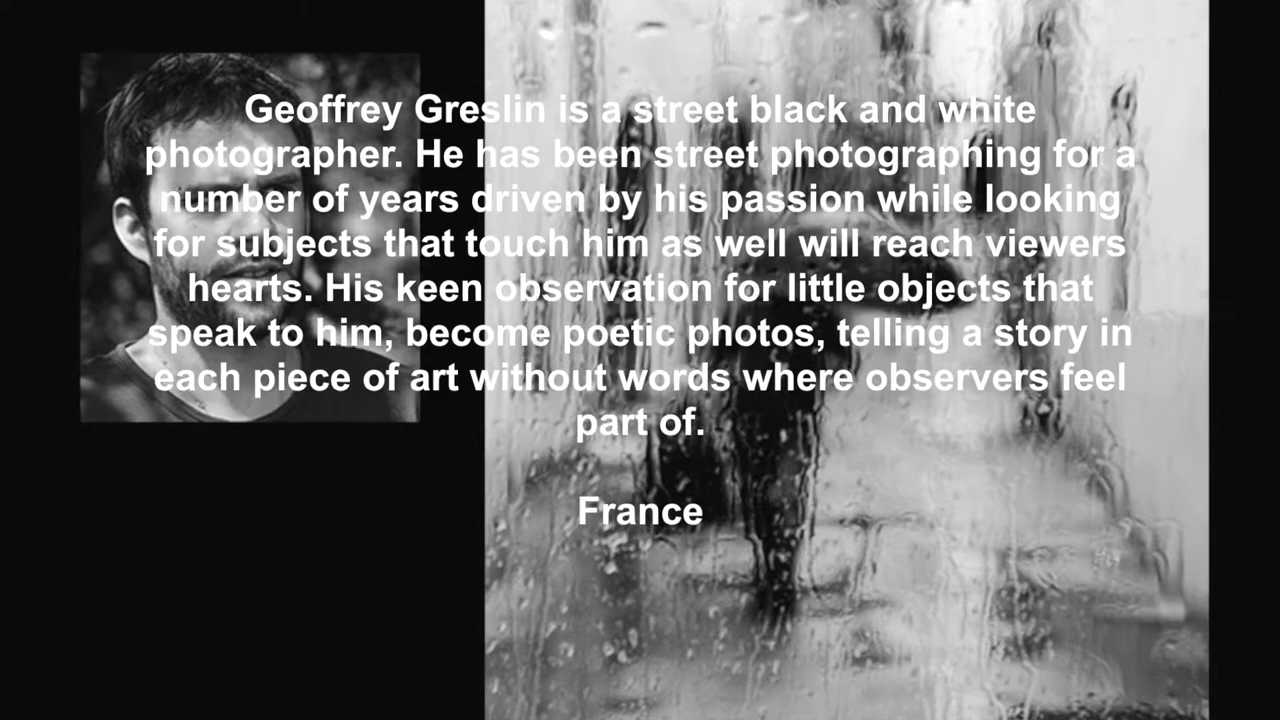 Geoffrey Greslin is a street black and white
photographer. He has been street photographing for a
number of years driven by his passion while looking
for subjects that touch him as well will reach viewers
hearts. His keen observation for little objects that
speak to him, become poetic photos, telling a story in
each piece of art without words where observers feel
part of.
France